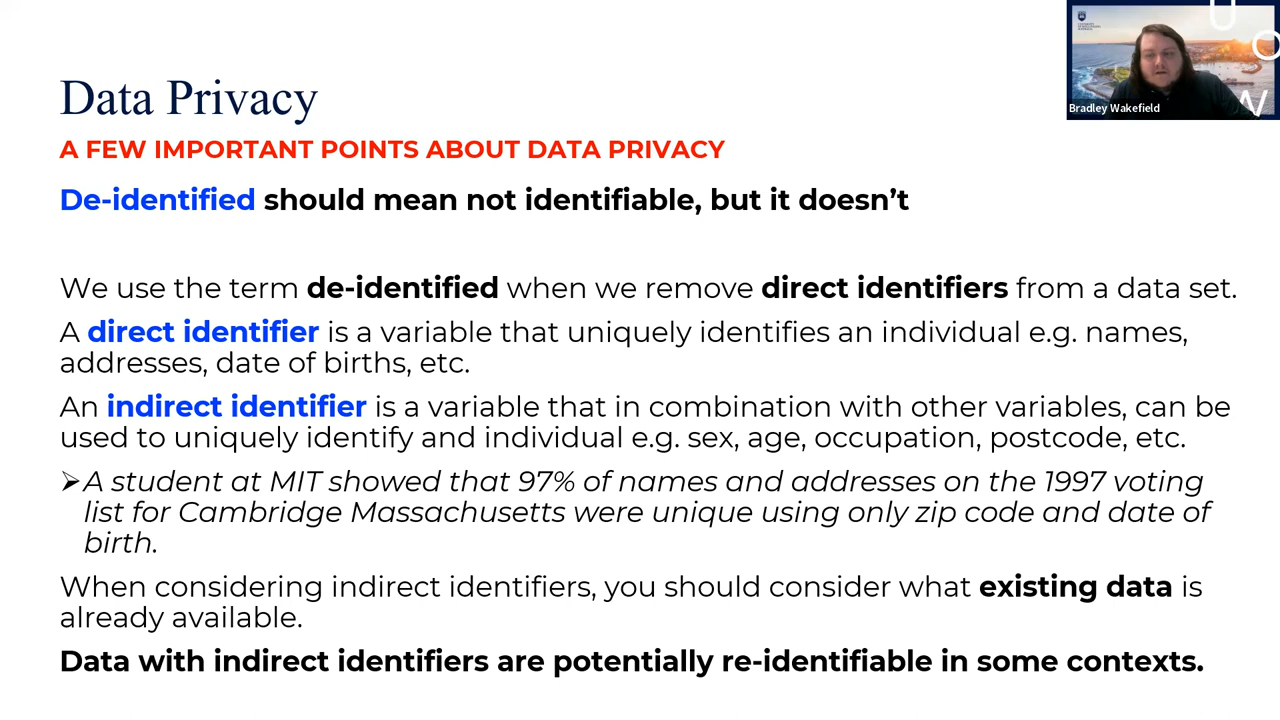 Data Privacy
A FEW IMPORTANT POINTS ABOUT DATA PRIVACY
De-identified should mean not identifiable, but it doesn’t
We use the term de-identified when we remove direct identifiers from a data set.
A direct identifier is a variable that uniquely identifies an individual e.g. names,
addresses, date of births, etc.
An indirect identifier is a variable that in combination with other variables, can be
used to uniquely identify and individual e.g. sex, age, occupation, postcode, etc.
➢A student at MIT showed that 97% of names and addresses on the 1997 voting
list for Cambridge Massachusetts were unique using only zip code and date of
birth.
When considering indirect identifiers, you should consider what existing data is
already available.
Data with indirect identifiers are potentially re-identifiable in some contexts.
U
O
W
Bradley Wakefield